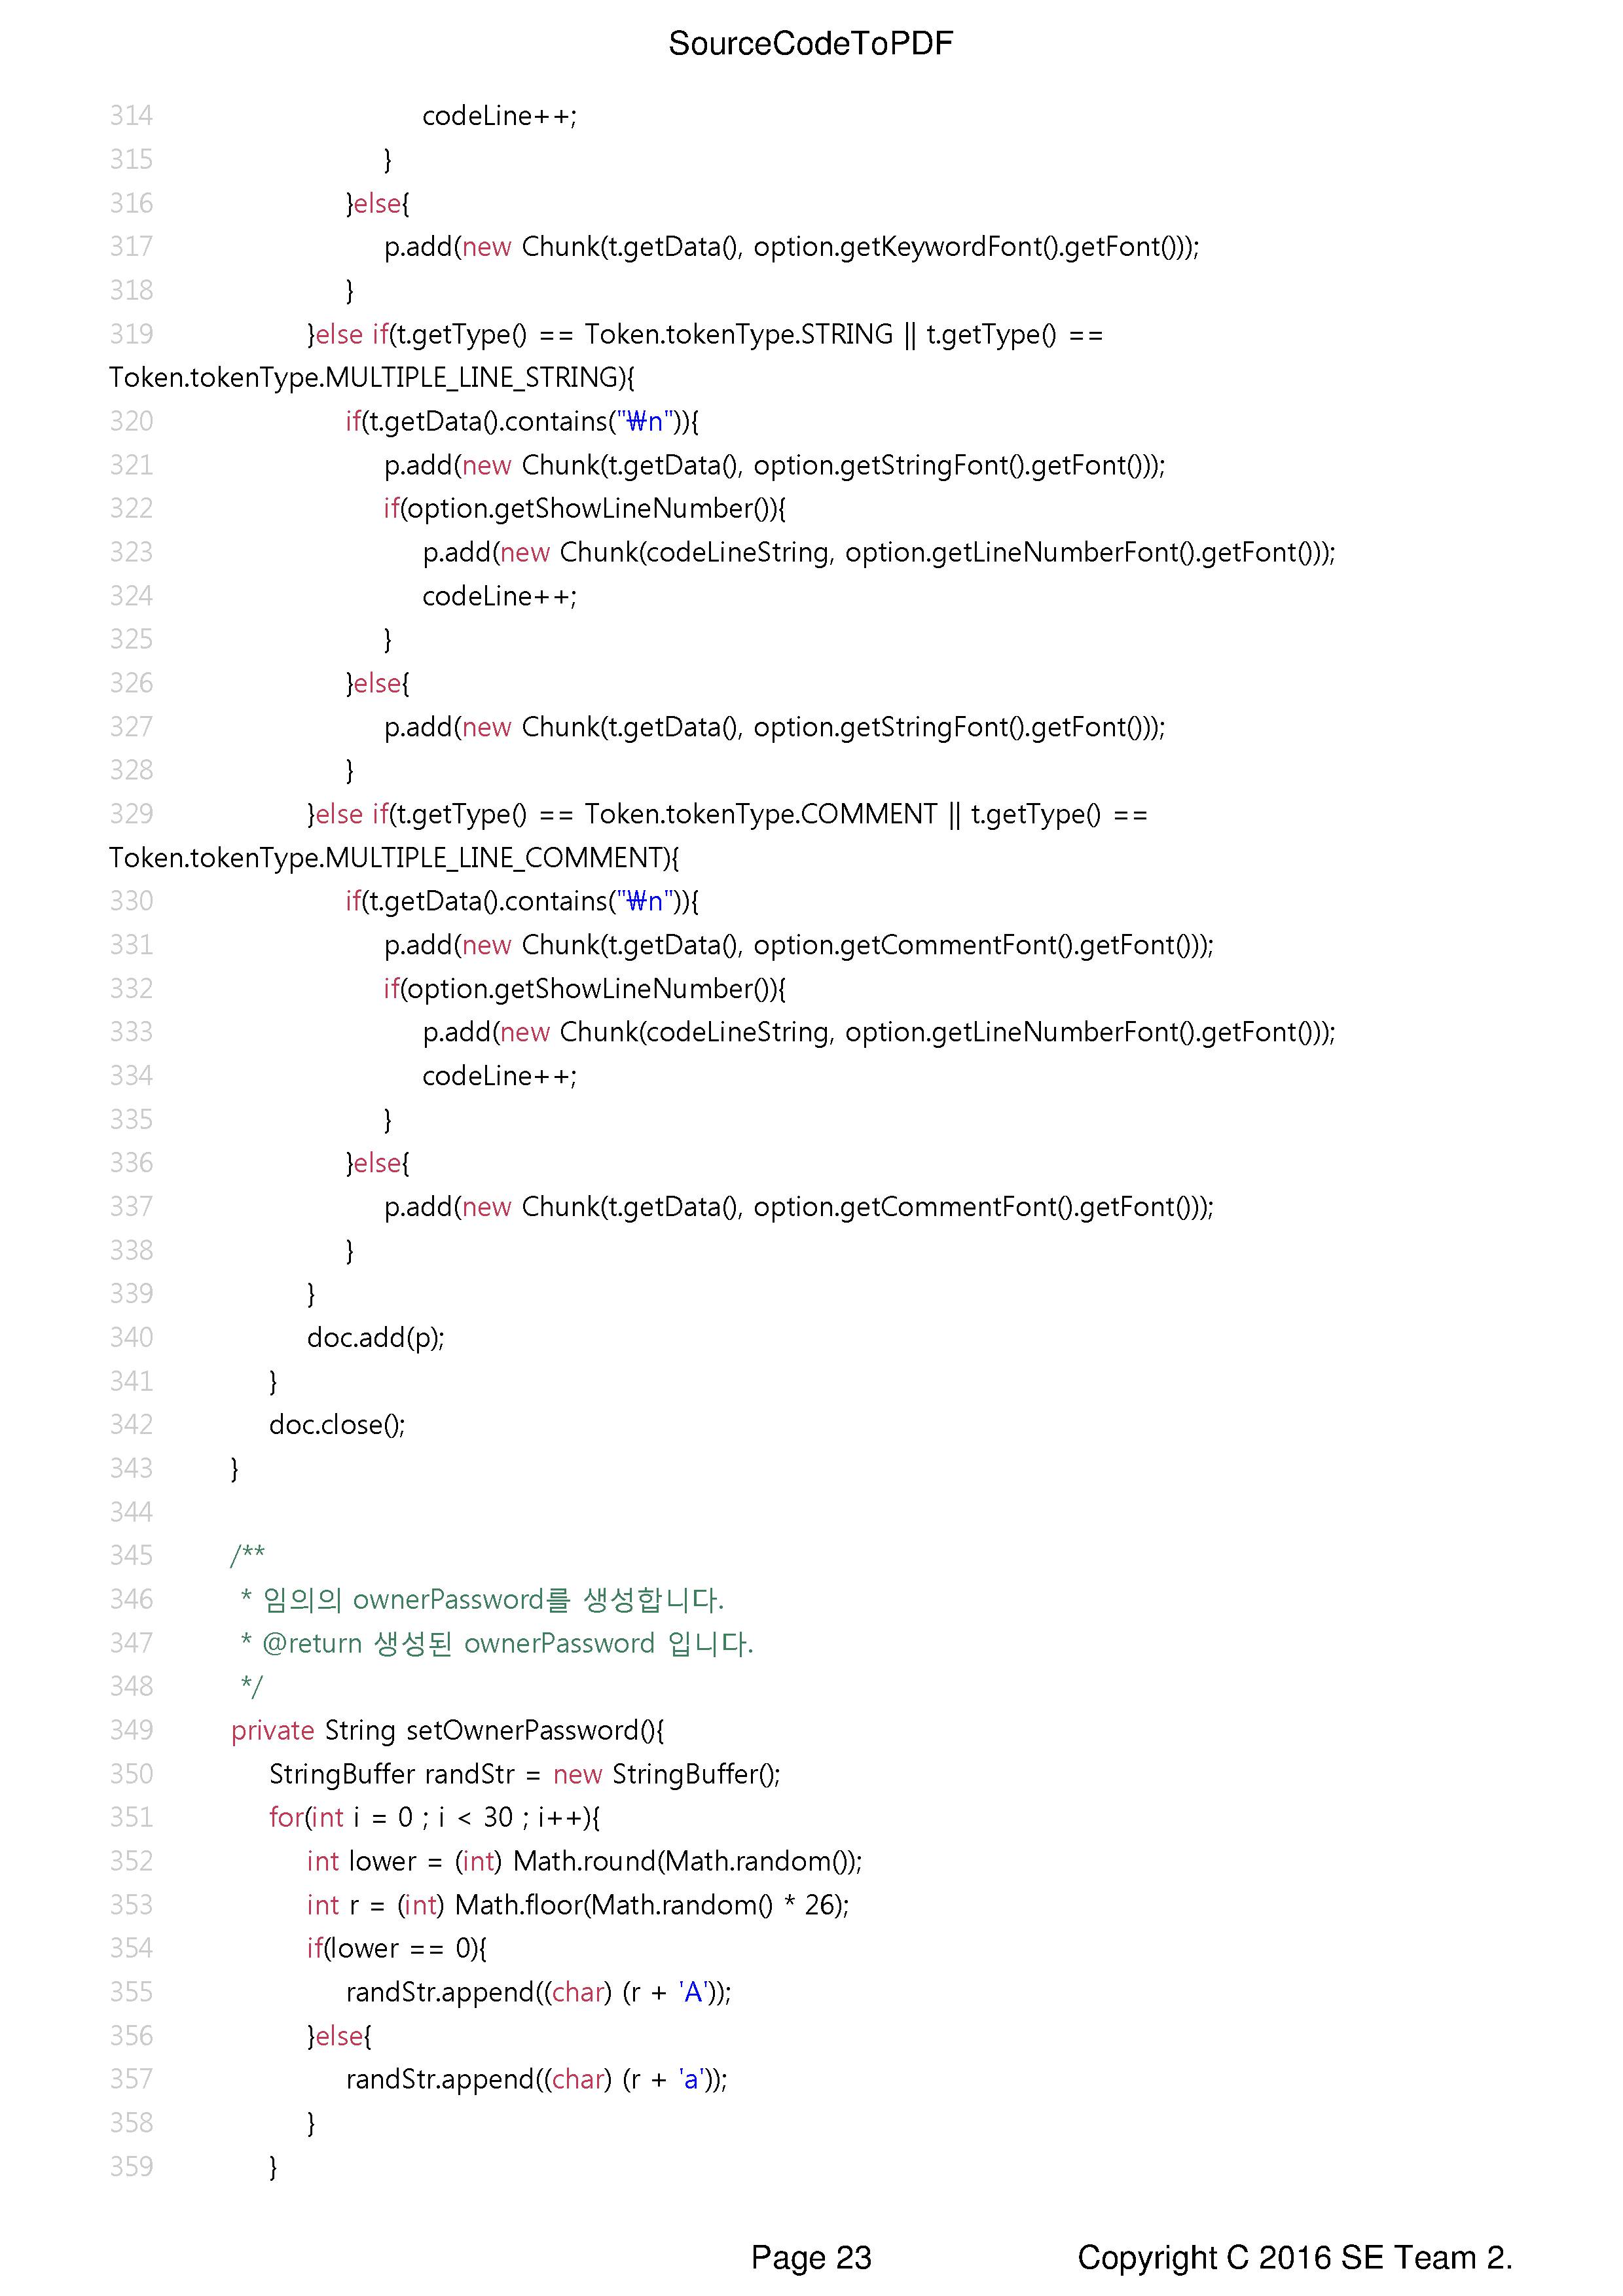 SourceCodeToPDF
314 codeLine++;
315 }
316 }else{
317 p.add(new Chunk(t.getData(), option.getKeywordFont().getFont()));
318 }
319 }else if(t.getType() == Token.tokenType.STRING || t.getType() ==
Token.tokenType.MULTIPLE_LINE_STRING){
320 if(t.getData().contains("₩n")){
321 p.add(new Chunk(t.getData(), option.getStringFont().getFont()));
322 if(option.getShowLineNumber()){
323 p.add(new Chunk(codeLineString, option.getLineNumberFont().getFont()));
324 codeLine++;
325 }
326 }else{
327 p.add(new Chunk(t.getData(), option.getStringFont().getFont()));
328 }
329 }else if(t.getType() == Token.tokenType.COMMENT || t.getType() ==
Token.tokenType.MULTIPLE_LINE_COMMENT){
330 if(t.getData().contains("₩n")){
331 p.add(new Chunk(t.getData(), option.getCommentFont().getFont()));
332 if(option.getShowLineNumber()){
333 p.add(new Chunk(codeLineString, option.getLineNumberFont().getFont()));
334 codeLine++;
335 }
336 }else{
337 p.add(new Chunk(t.getData(), option.getCommentFont().getFont()));
338 }
339 }
340 doc.add(p);
341 }
342 doc.close();
343 }
344
345 /**
346 * 임의의 ownerPassword를 생성합니다.
347 * @return 생성된 ownerPassword 입니다.
348 */
349 private String setOwnerPassword(){
350 StringBuffer randStr = new StringBuffer();
351 for(int i = 0 ; i < 30 ; i++){
352 int lower = (int) Math.round(Math.random());
353 int r = (int) Math.floor(Math.random() * 26);
354 if(lower == 0){
355 randStr.append((char) (r + 'A'));
356 }else{
357 randStr.append((char) (r + 'a'));
358 }
359 }
Page 23 Copyright C 2016 SE Team 2.